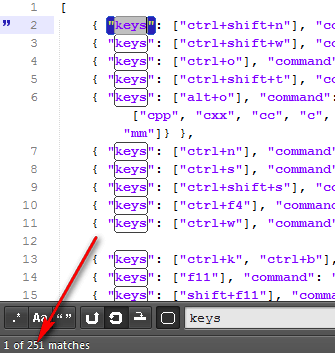 1 [
2 { "keys": ["ctrl+shift+n"], "co
3 { "keys": ["ctrl+shift+w"], "co
4 { "keys": ["ctrl+o"], "command"
5 { "keys": ["ctrl+shift+t"], "co
6 { "keys": ["alt+o"], "command":
["cpp", "cxx", "cc", "c",
"mm"]} },
7 { "keys": ["ctrl+n"], "command"
8 { "keys": ["ctrl+s"], "command"
9 { "keys": ["ctrl+shift+s"], "co
10 { "keys": ["ctrl+f4"], "command
11 { "keys": ["ctrl+w"], "command"
12
13 { "keys": ["ctrl+k", "ctrl+b"],
14 { "keys": ["f11"], "command": "
15 { "keys": ["shift+f11"], "comma
.* Aa “” keys
1 of 251 matches